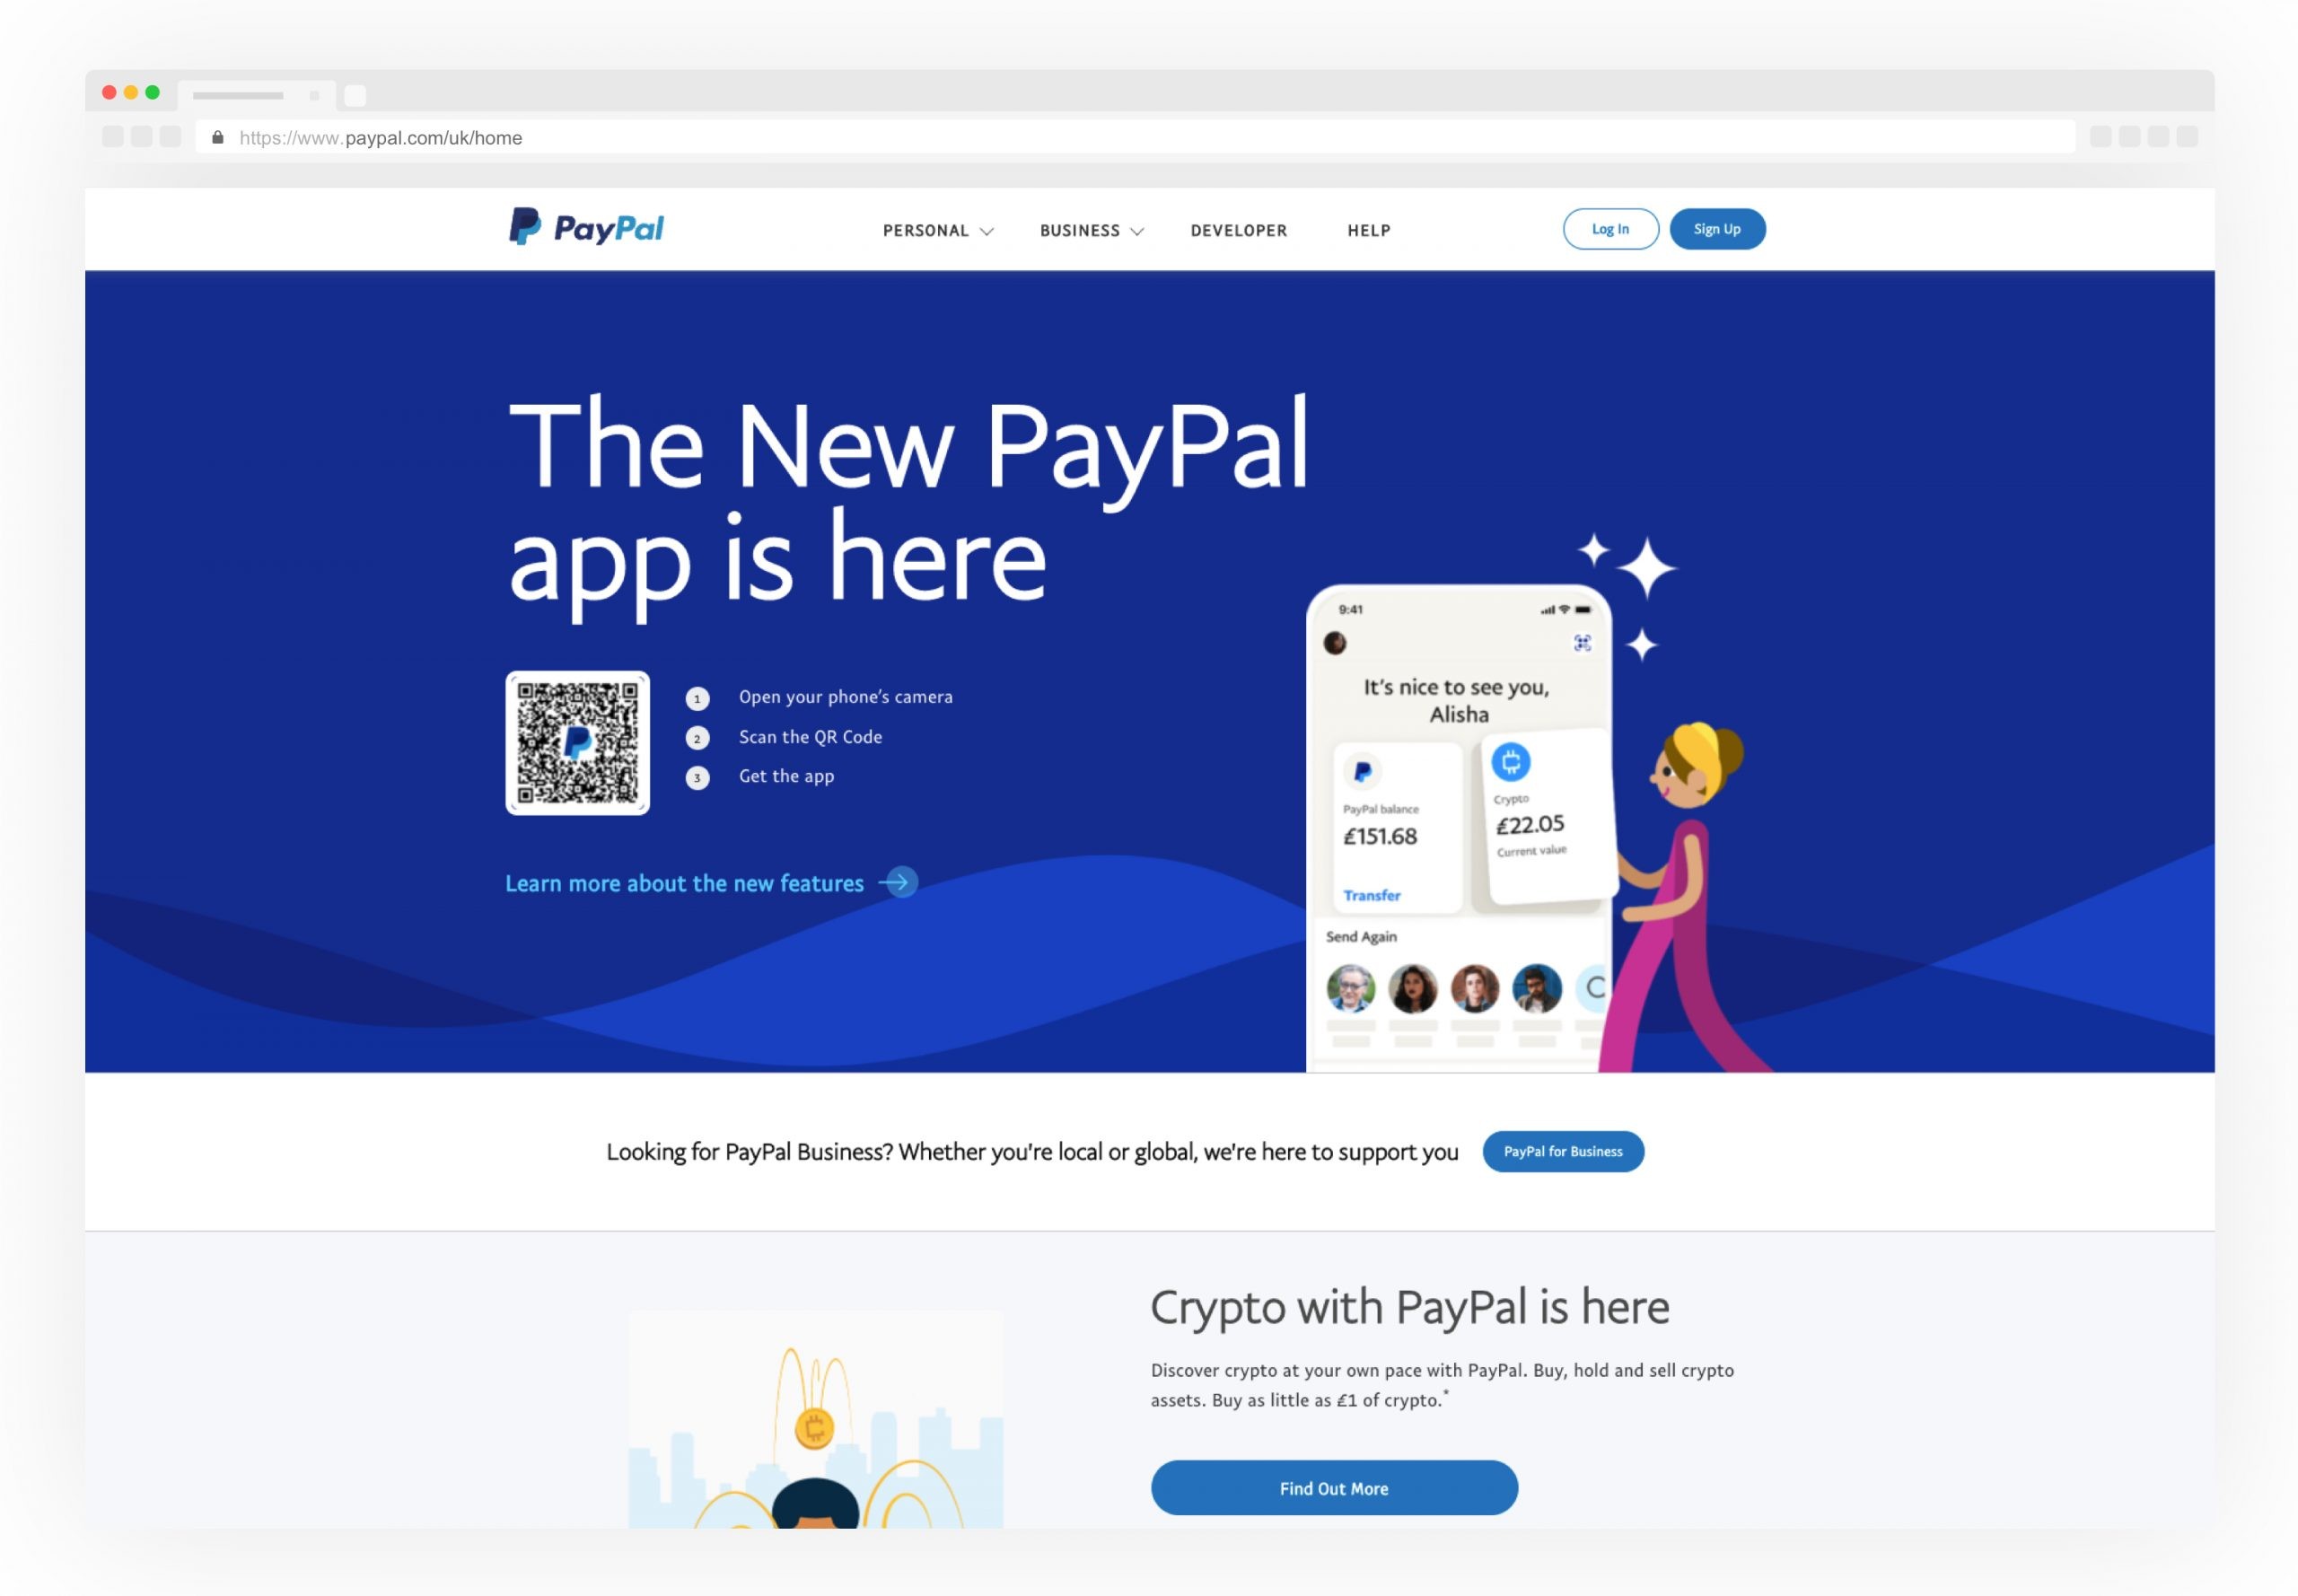 https://www.paypal.com/uk/home
PayPal
PERSONAL
BUSINESS
DEVELOPER
HELP
Log In
Sign Up
The New PayPal
app is here
1 Open your phone's camera
2 Scan the QR Code
3 Get the app
Learn more about the new features
9:41
It's nice to see you,
Alisha
PayPal balance
£151.68
Transfer
Crypto
£22.05
Current value
Send Again
Looking for PayPal Business? Whether you're local or global, we're here to support you
PayPal for Business
Crypto with PayPal is here
Discover crypto at your own pace with PayPal. Buy, hold and sell crypto
assets. Buy as little as £1 of crypto.*
Find Out More